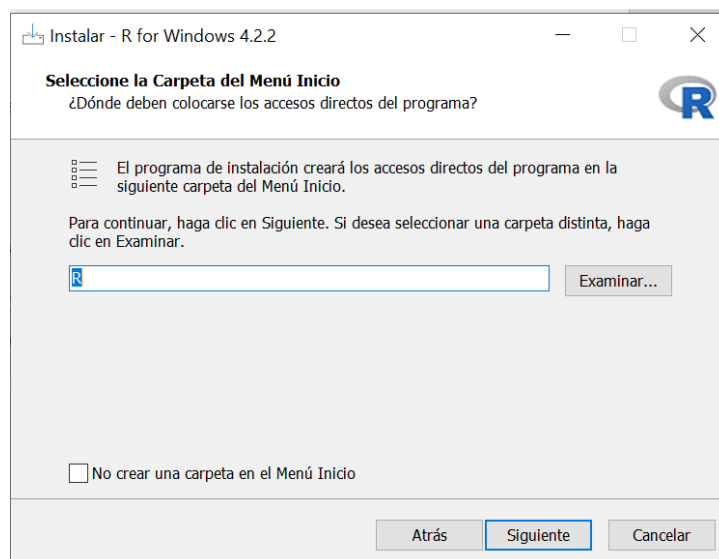 Instalar - R for Windows 4.2.2
Seleccione la Carpeta del Menú Inicio
¿Dónde deben colocarse los accesos directos del programa?
R
El programa de instalación creará los accesos directos del programa en la
siguiente carpeta del Menú Inicio.
Para continuar, haga clic en Siguiente. Si desea seleccionar una carpeta distinta, haga
clic en Examinar.
R
Examinar...
No crear una carpeta en el Menú Inicio
Atrás
Siguiente
Cancelar